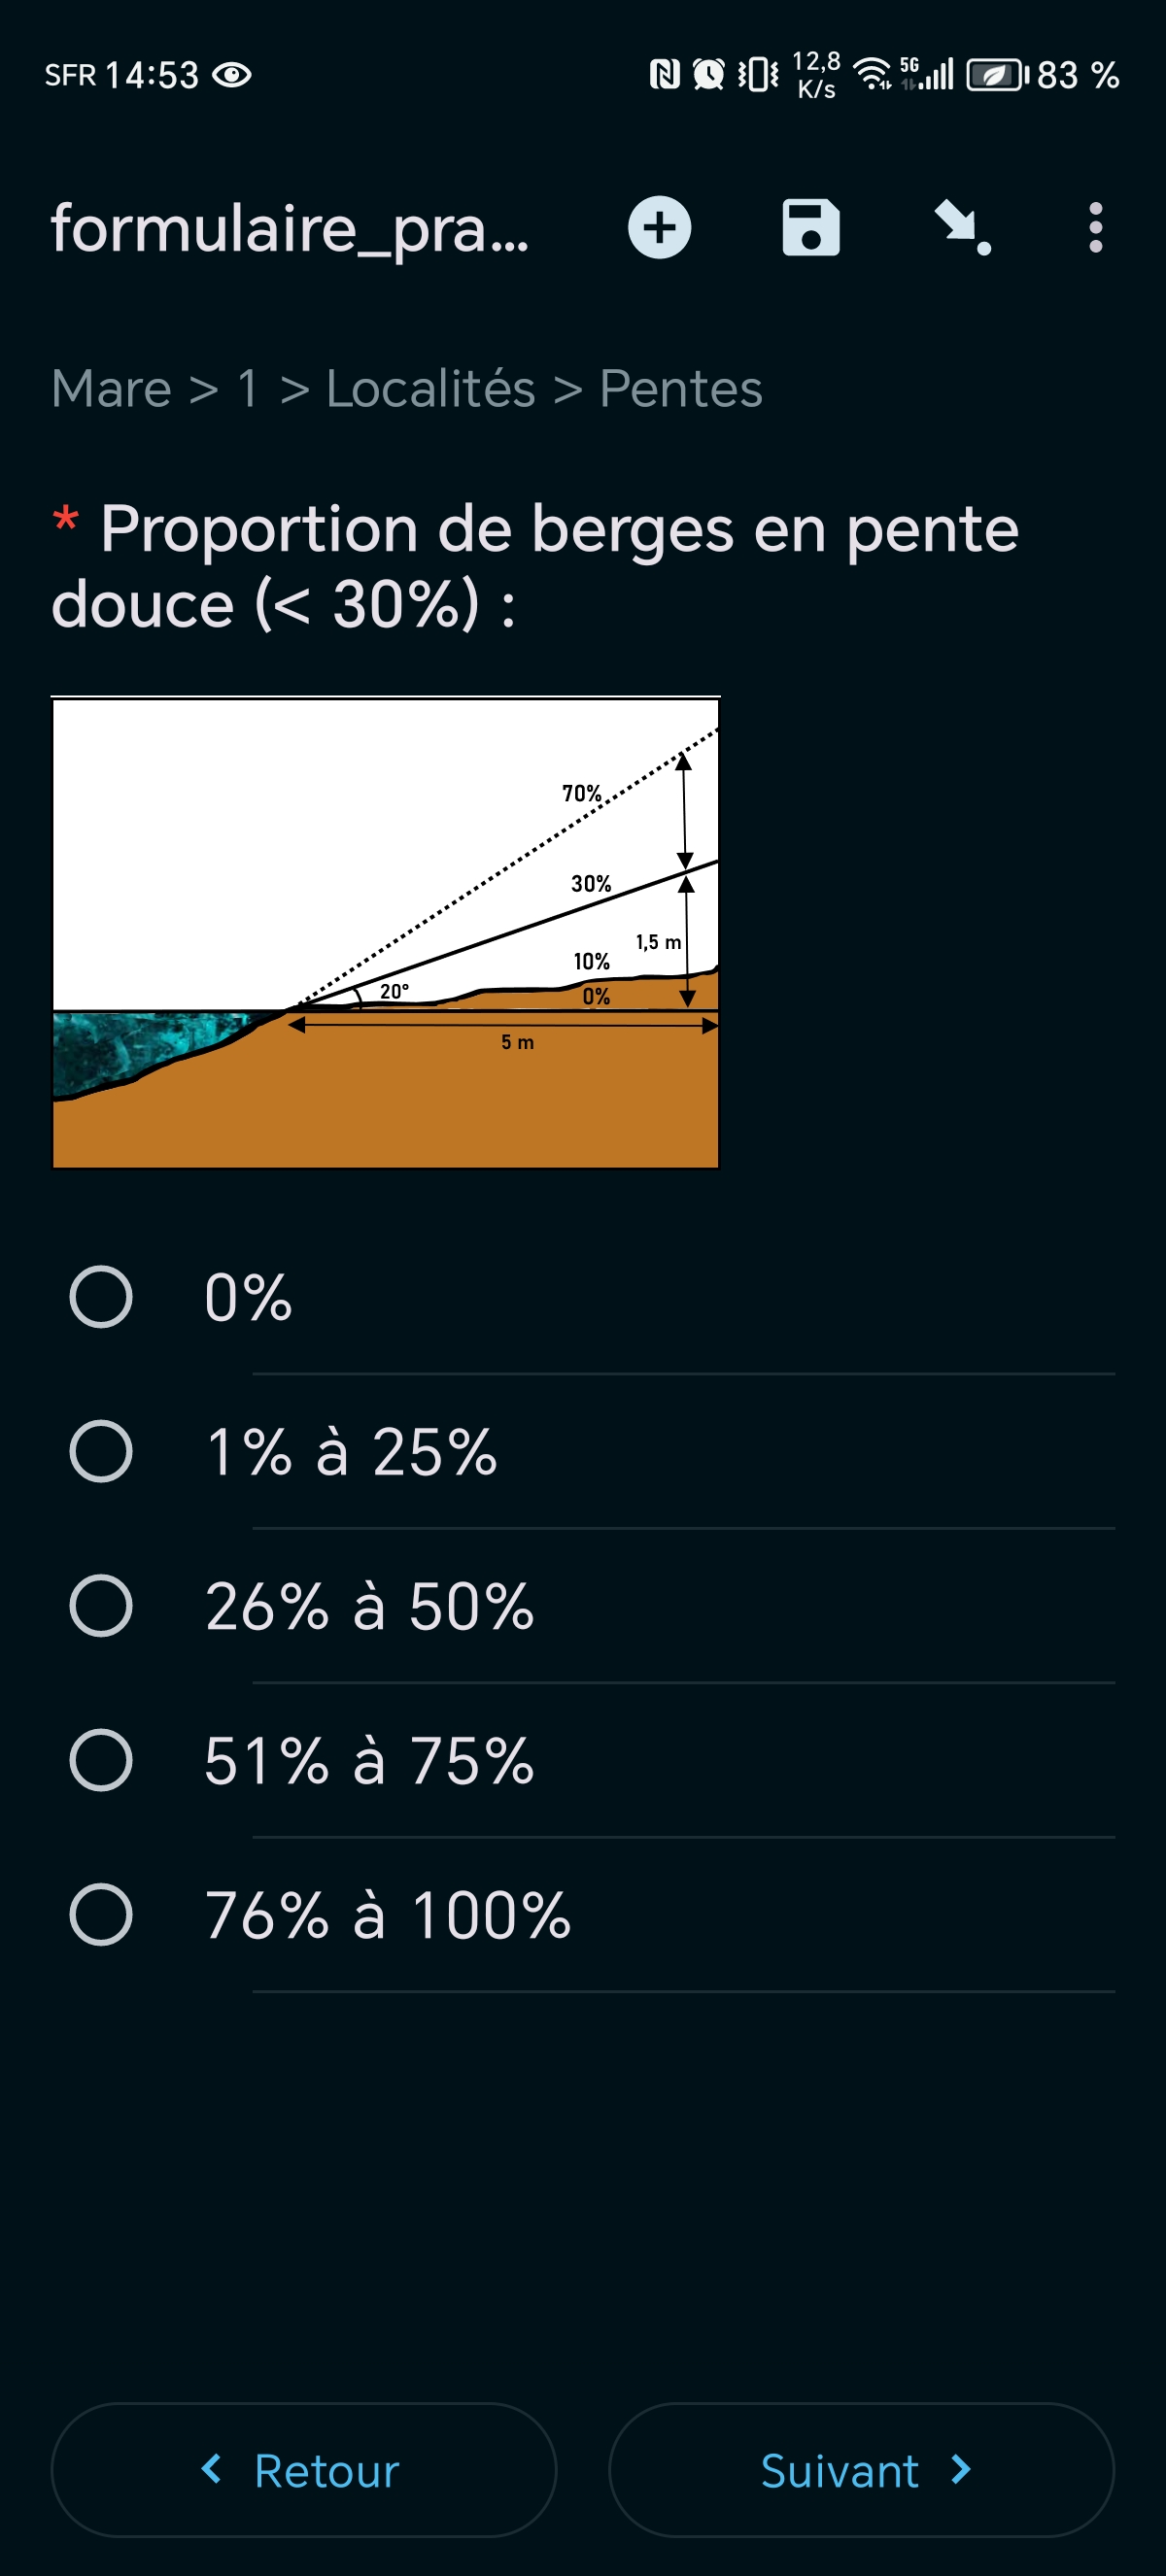 SFR 14:53 12,8 K/s 5G 83 %
formulaire_pra...
Mare > 1 > Localités > Pentes
* Proportion de berges en pente
douce (< 30%) :
70%
30%
1,5 m
10%
20°
0%
5 m
0%
1% à 25%
26% à 50%
51% à 75%
76% à 100%
Retour
Suivant